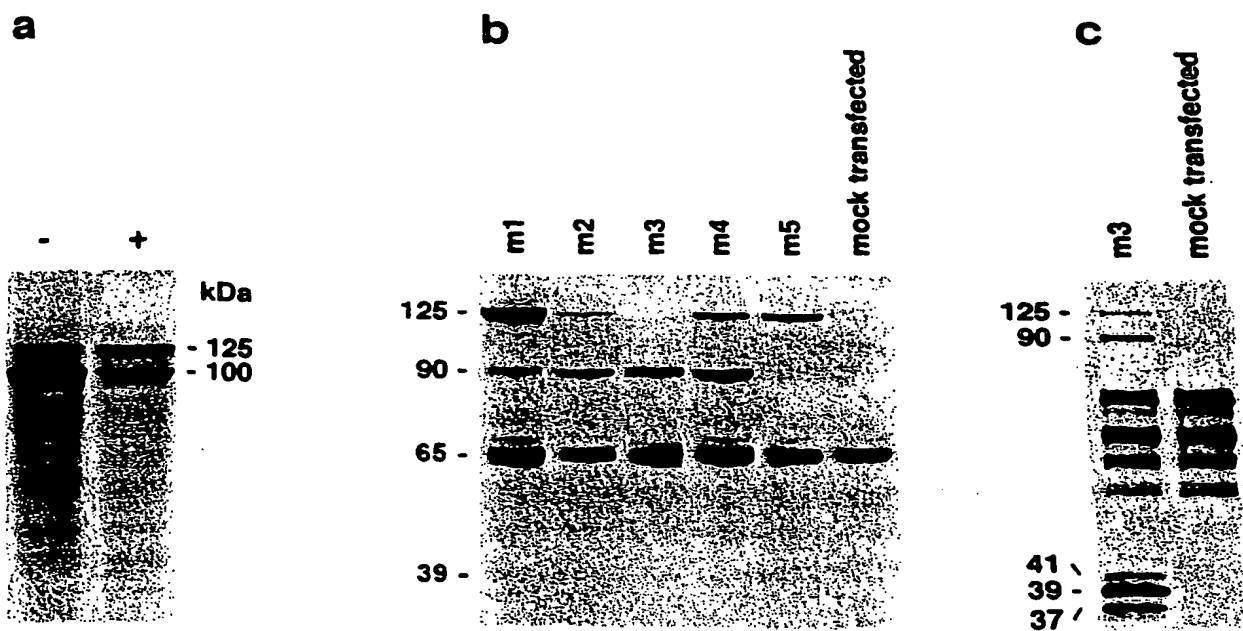 a
- +
kDa
- 125
- 100
b
m1 m2 m3 m4 m5 mock transfected
125 -
90 -
65 -
39 -
c
m3 mock transfected
125 -
90 -
41 \
39 -
37 /